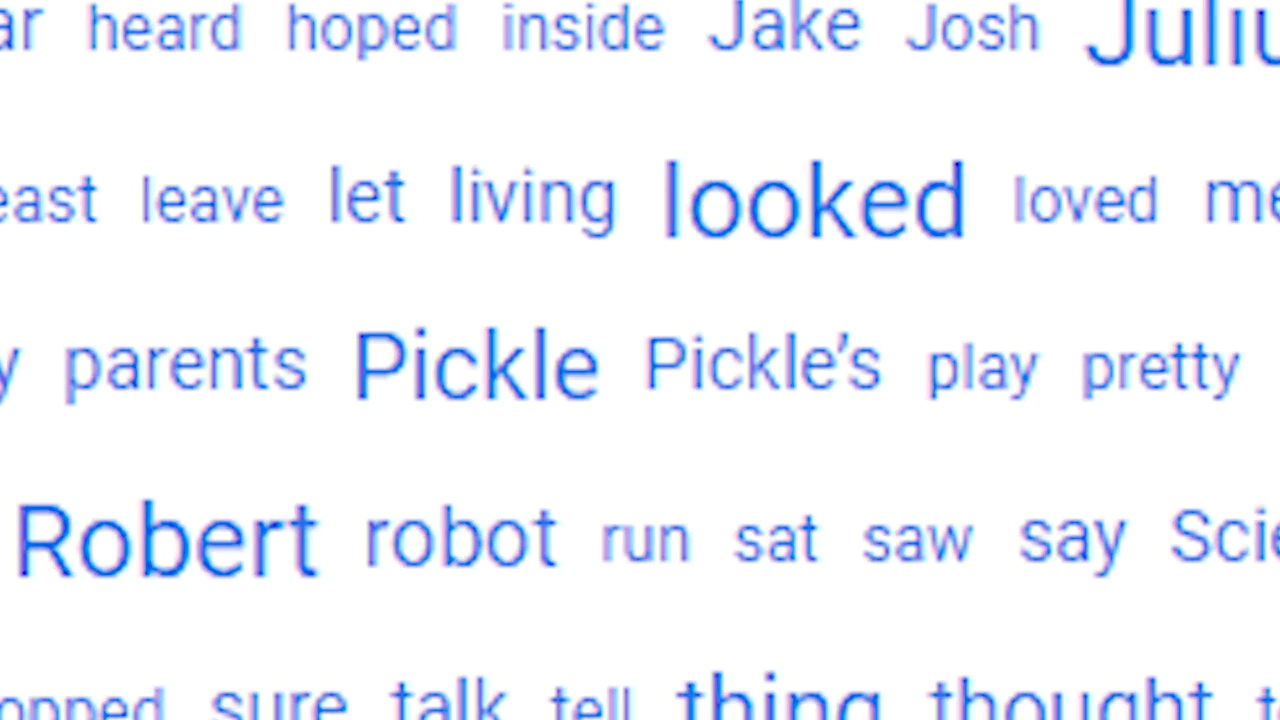 heard hoped inside Jake Josh
leave let living looked loved
parents Pickle Pickle’s play pretty
Robert robot run sat saw say
sure talk tell thing thought